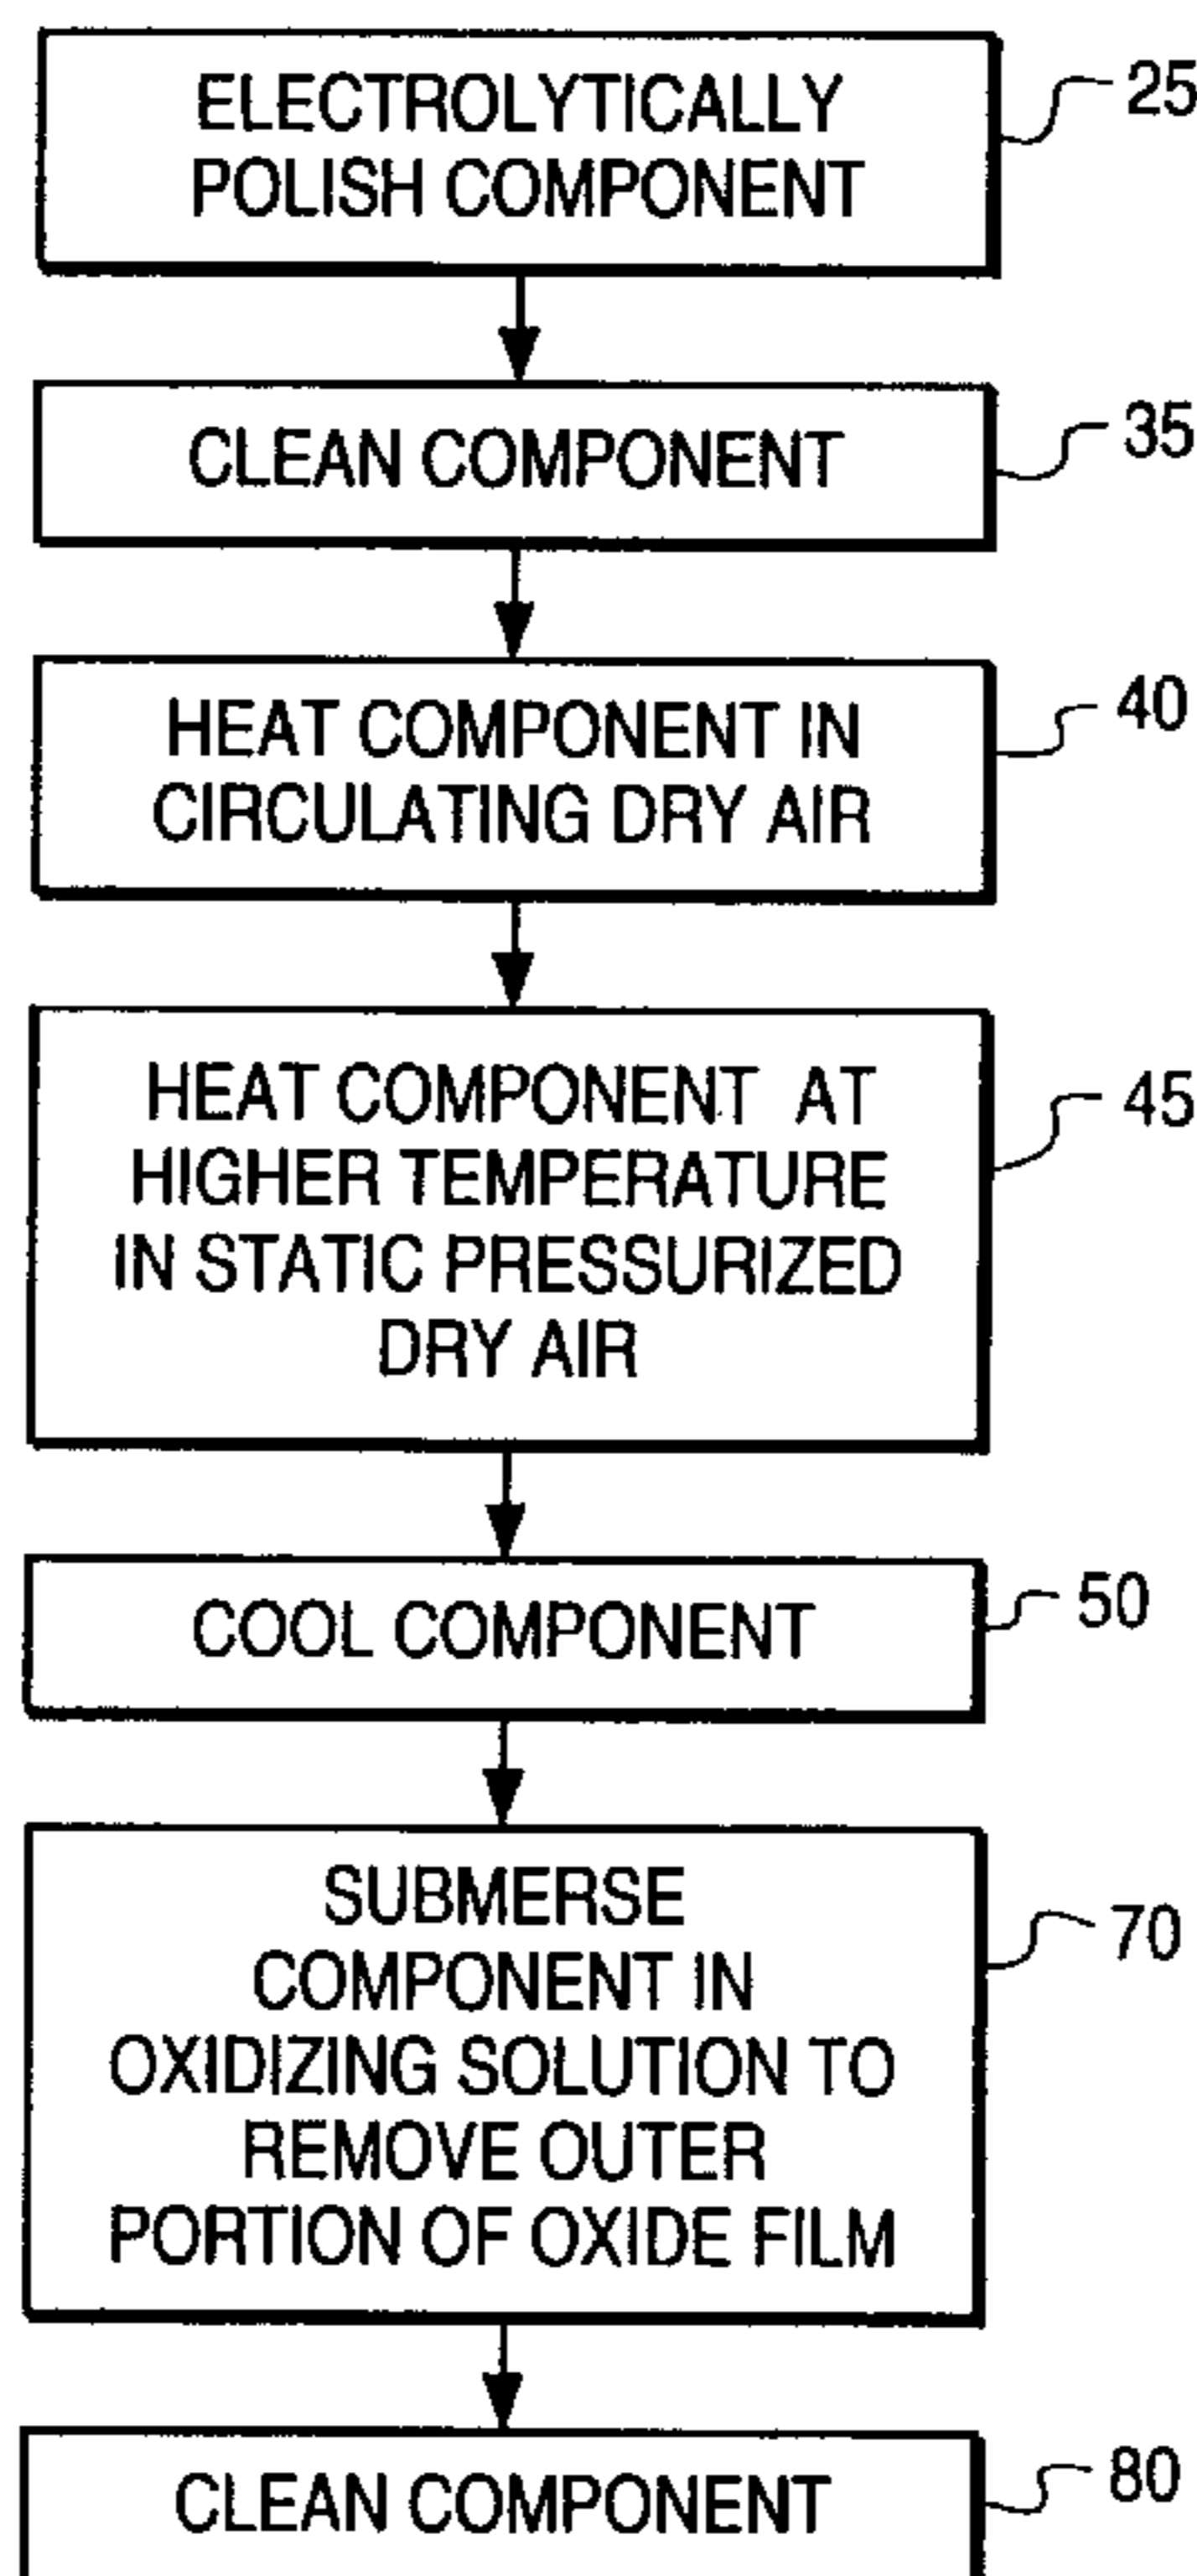 ELECTROLYTICALLY
POLISH COMPONENT
25
CLEAN COMPONENT
35
HEAT COMPONENT IN
CIRCULATING DRY AIR
40
HEAT COMPONENT AT
HIGHER TEMPERATURE
IN STATIC PRESSURIZED
DRY AIR
45
COOL COMPONENT
50
SUBMERSE
COMPONENT IN
OXIDIZING SOLUTION TO
REMOVE OUTER
PORTION OF OXIDE FILM
70
CLEAN COMPONENT
80